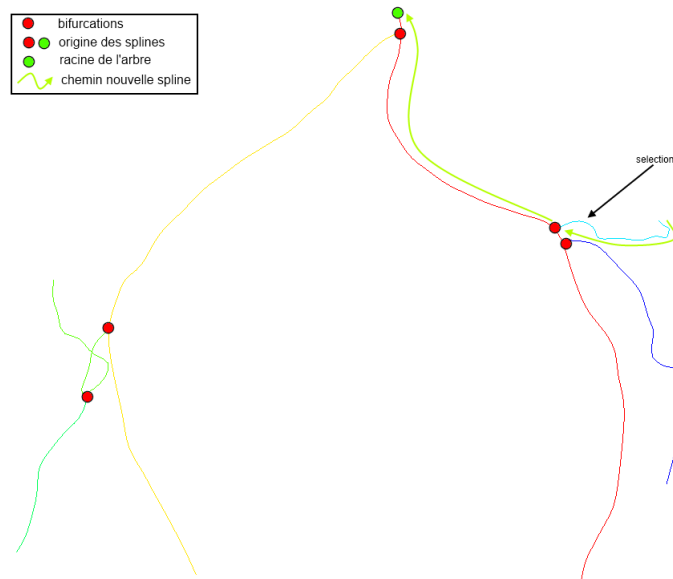 bifurcations
origine des splines
racine de l'arbre
chemin nouvelle spline
selection